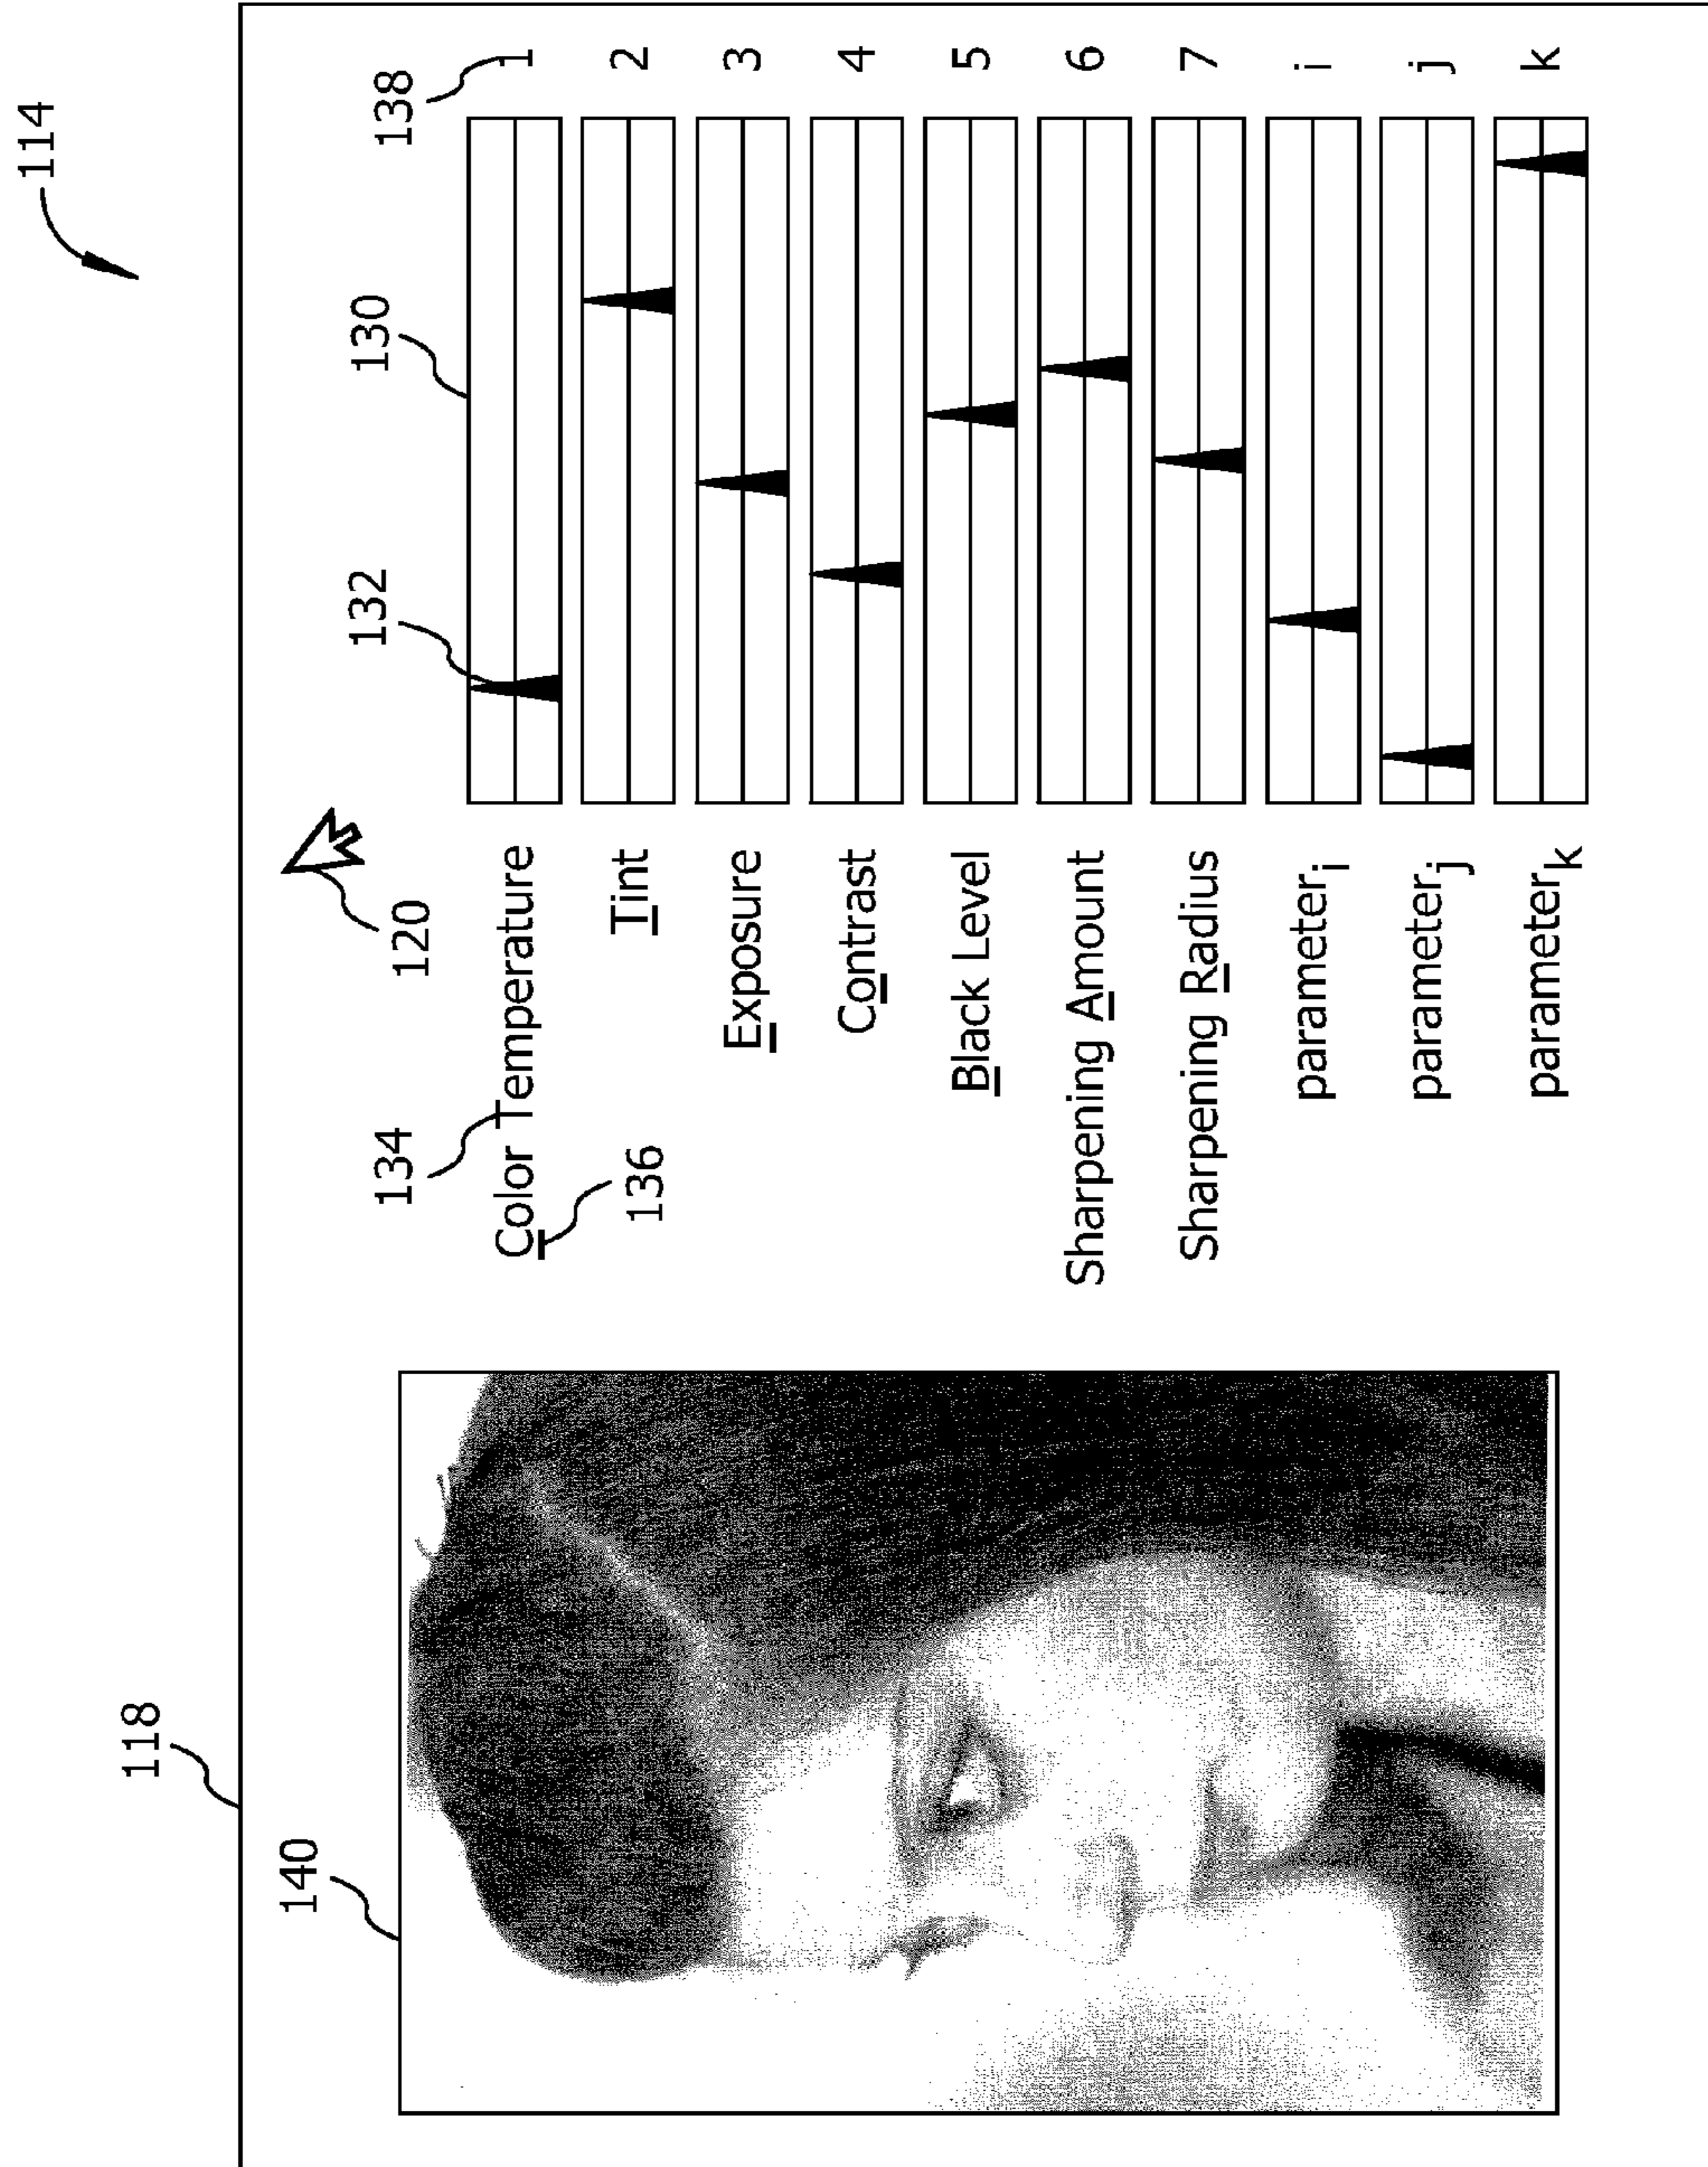 114
118
140
120
132
130
138
134
Color Temperature 1
136
Tint 2
Exposure 3
Contrast 4
Black Level 5
Sharpening Amount 6
Sharpening Radius 7
parameterᵢ i
parameterⱼ j
parameterₖ k